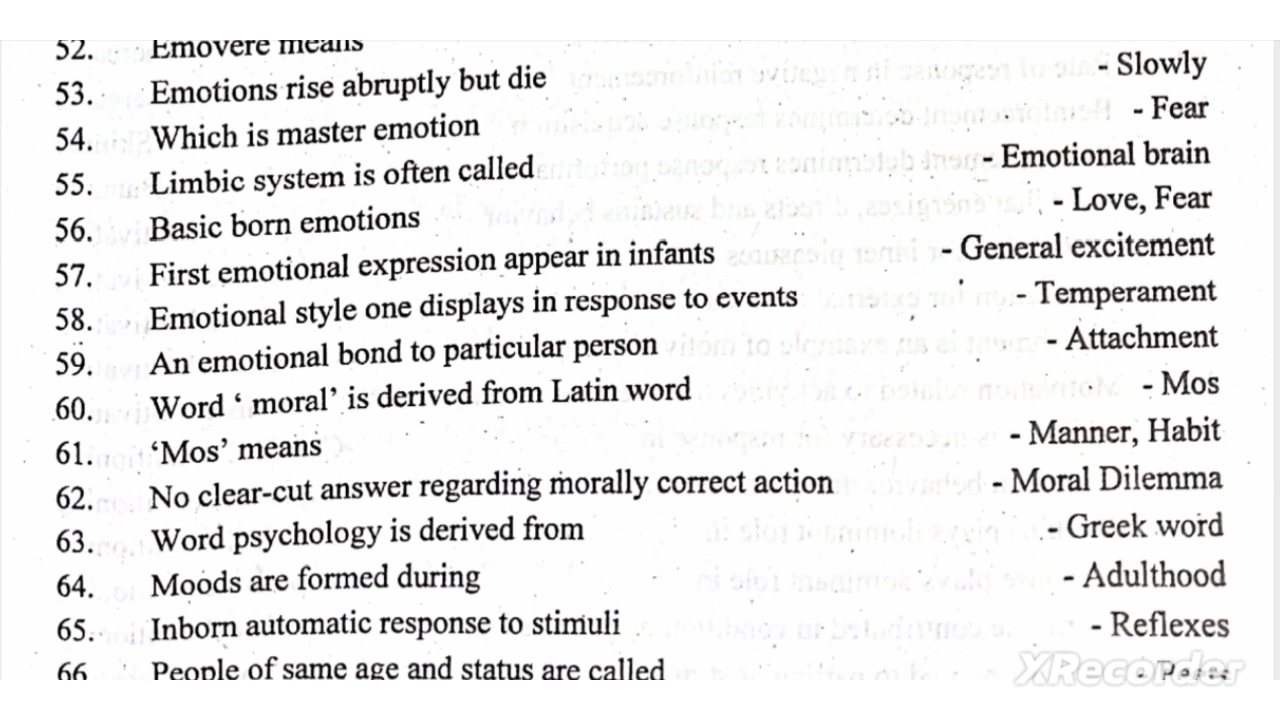 52. Emovere means
53. Emotions rise abruptly but die - Slowly
54. Which is master emotion - Fear
55. Limbic system is often called - Emotional brain
56. Basic born emotions - Love, Fear
57. First emotional expression appear in infants - General excitement
58. Emotional style one displays in response to events - Temperament
59. An emotional bond to particular person - Attachment
60. Word ‘ moral’ is derived from Latin word - Mos
61. ‘Mos’ means - Manner, Habit
62. No clear-cut answer regarding morally correct action - Moral Dilemma
63. Word psychology is derived from - Greek word
64. Moods are formed during - Adulthood
65. Inborn automatic response to stimuli - Reflexes
66. People of same age and status are called
XRecorder